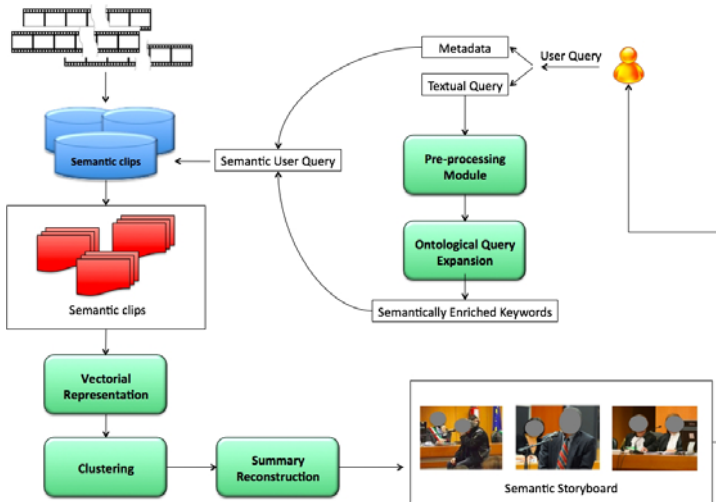 Metadata
User Query
Textual Query
Semantic clips
Semantic User Query
Pre-processing
Module
Ontological Query
Expansion
Semantic clips
Semantically Enriched Keywords
Vectorial
Representation
Clustering
Summary
Reconstruction
Semantic Storyboard